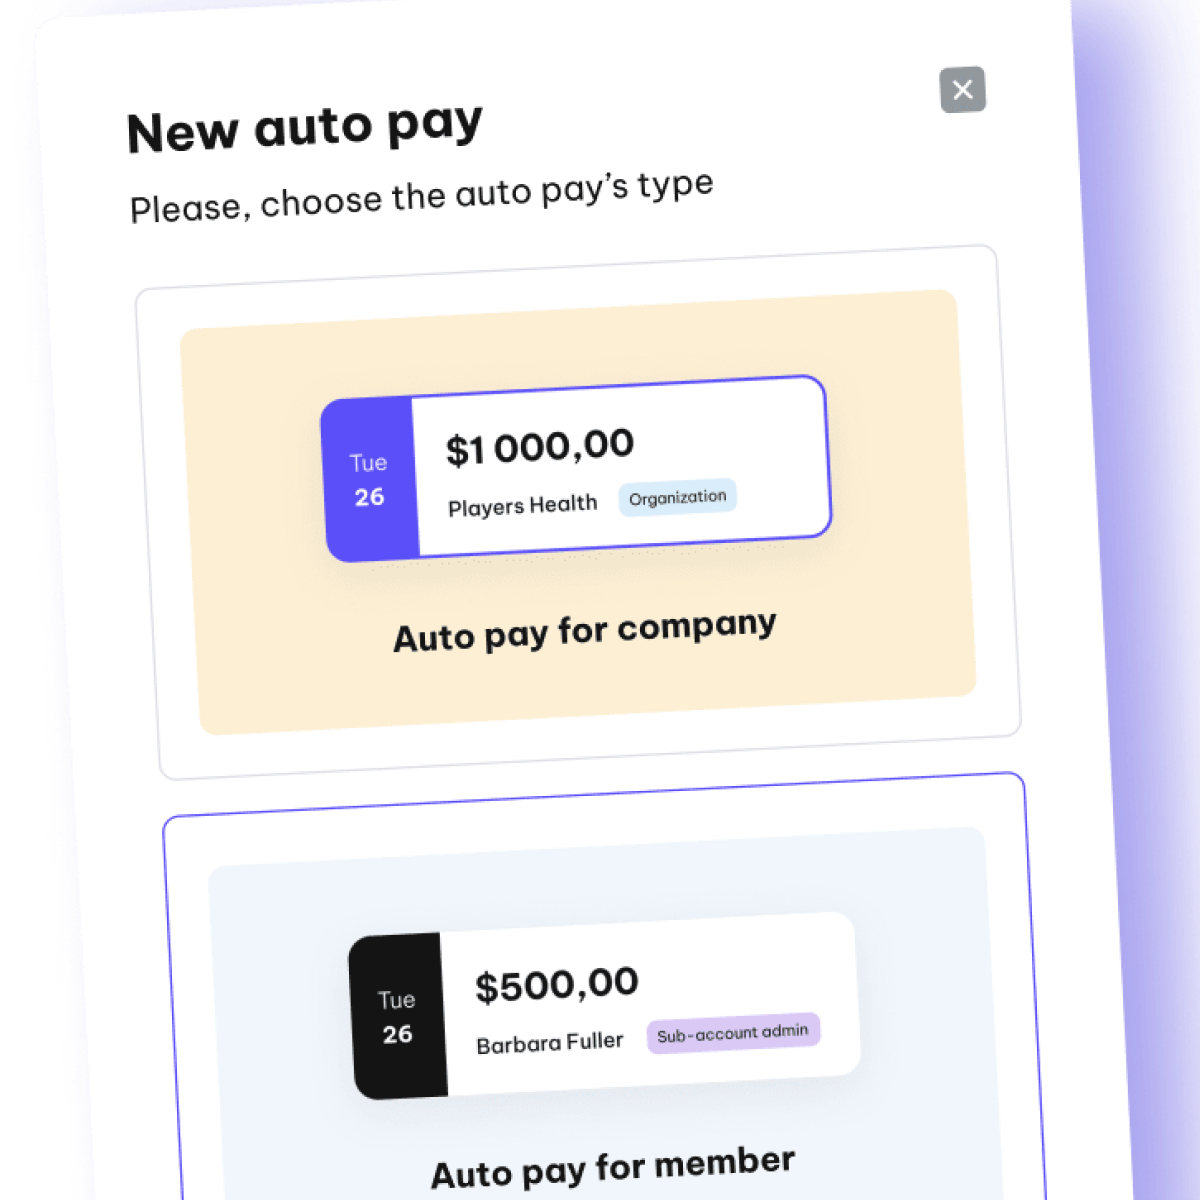 New auto pay
Please, choose the auto pay’s type
Tue
26
$1 000,00
Players Health
Organization
Auto pay for company
Tue
26
$500,00
Barbara Fuller
Sub-account admin
Auto pay for member